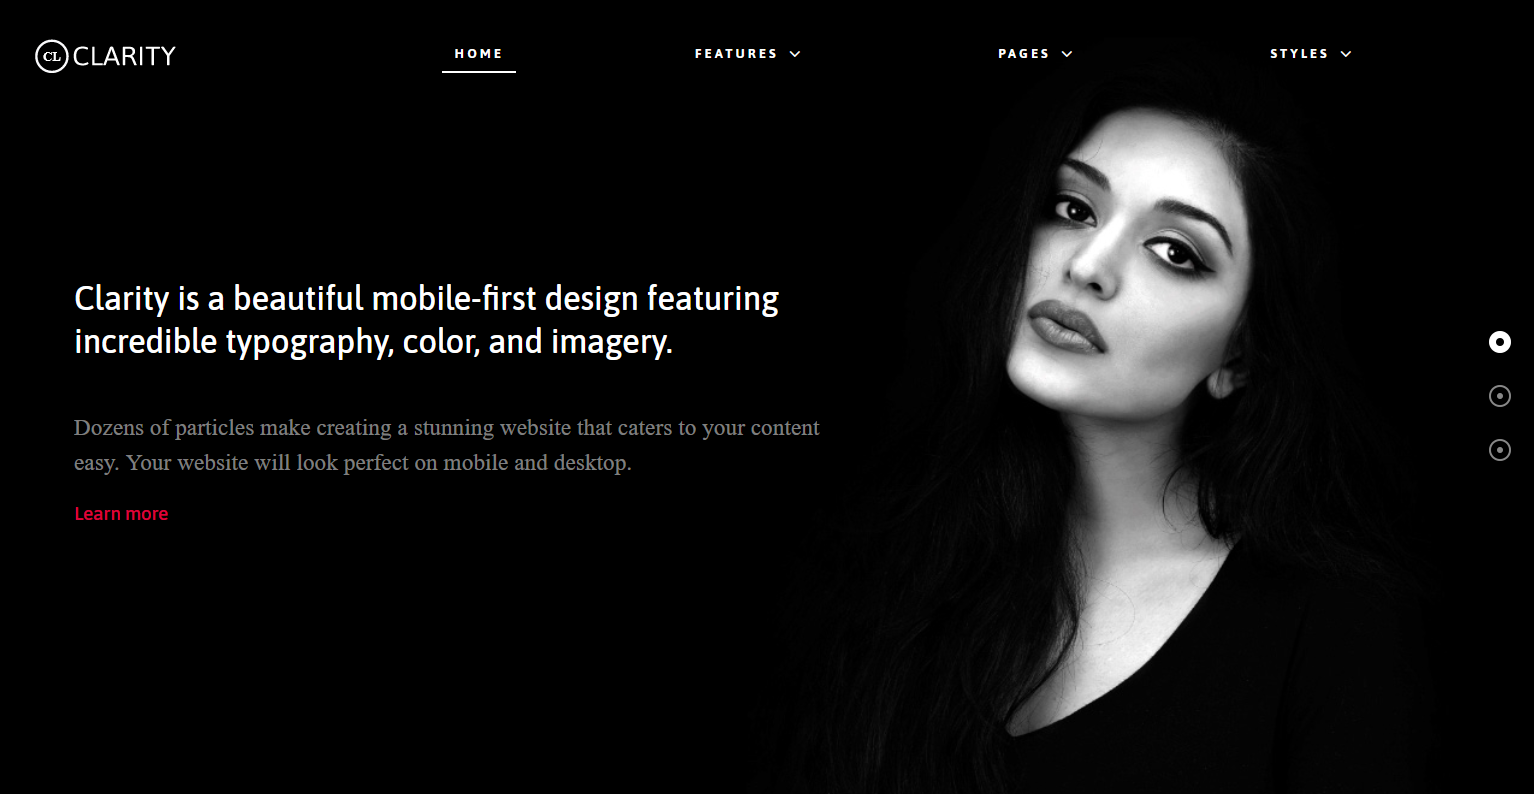 CL CLARITY
HOME
FEATURES
PAGES
STYLES
Clarity is a beautiful mobile-first design featuring
incredible typography, color, and imagery.
Dozens of particles make creating a stunning website that caters to your content
easy. Your website will look perfect on mobile and desktop.
Learn more